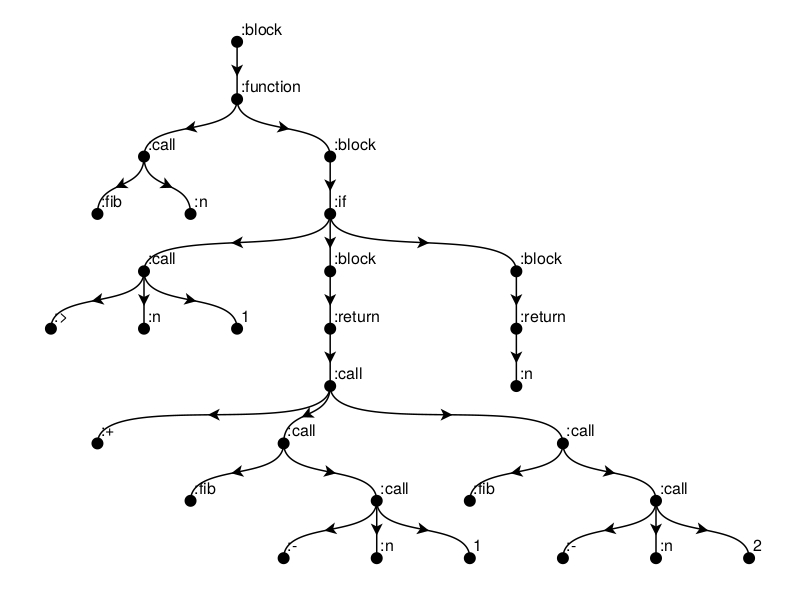 :block
:function
:call :block
:fib :n :if
:call :block :block
:> :n 1 :return :return
:call :n
:+ :call :call
:fib :call :fib :call
:- :n 1 :- :n 2